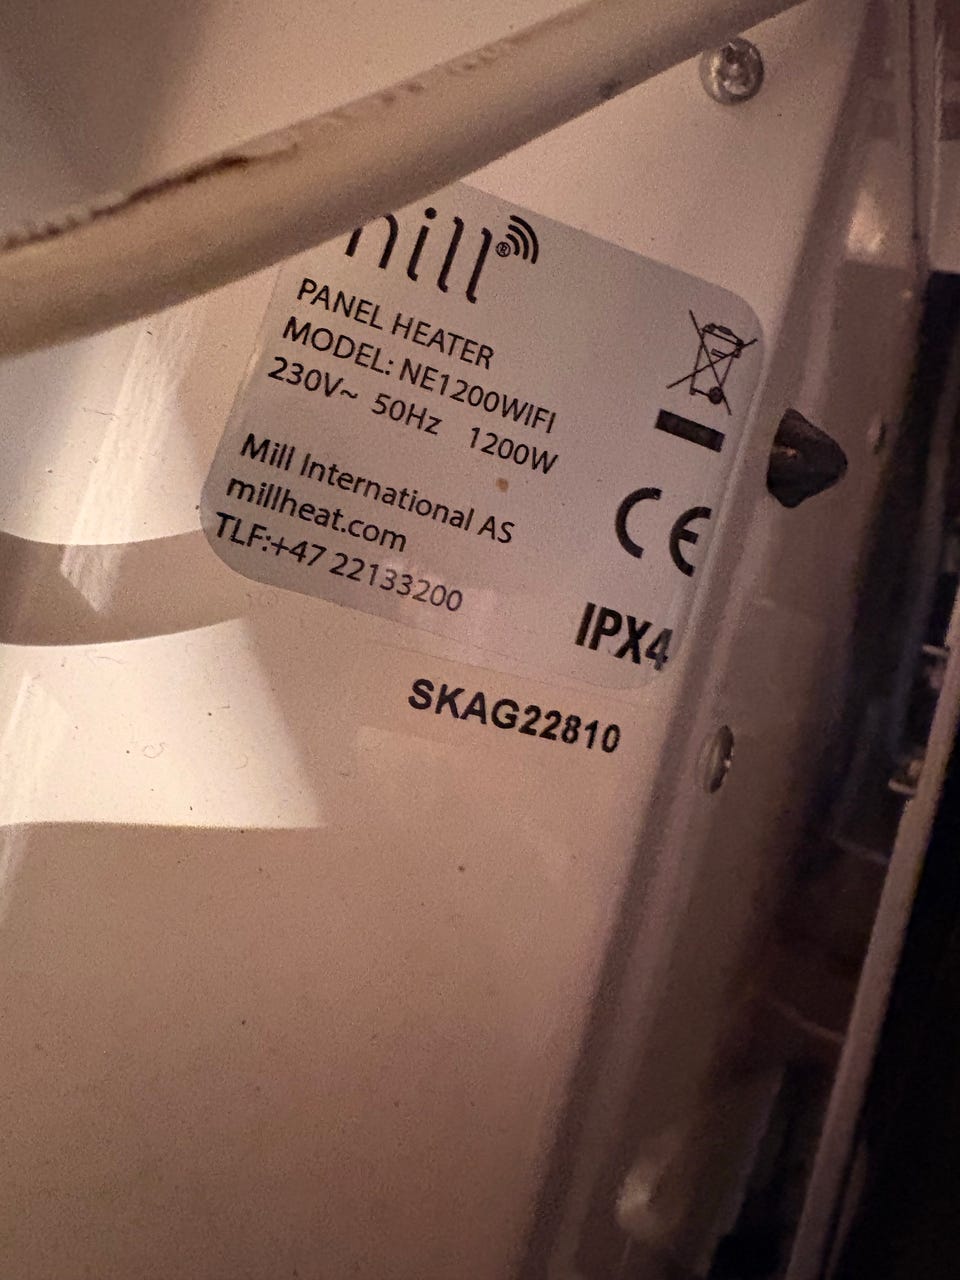 mill®
PANEL HEATER
MODEL: NE1200WIFI
230V~ 50Hz 1200W
Mill International AS
millheat.com
TLF:+47 22133200
CE
IPX4
SKAG22810